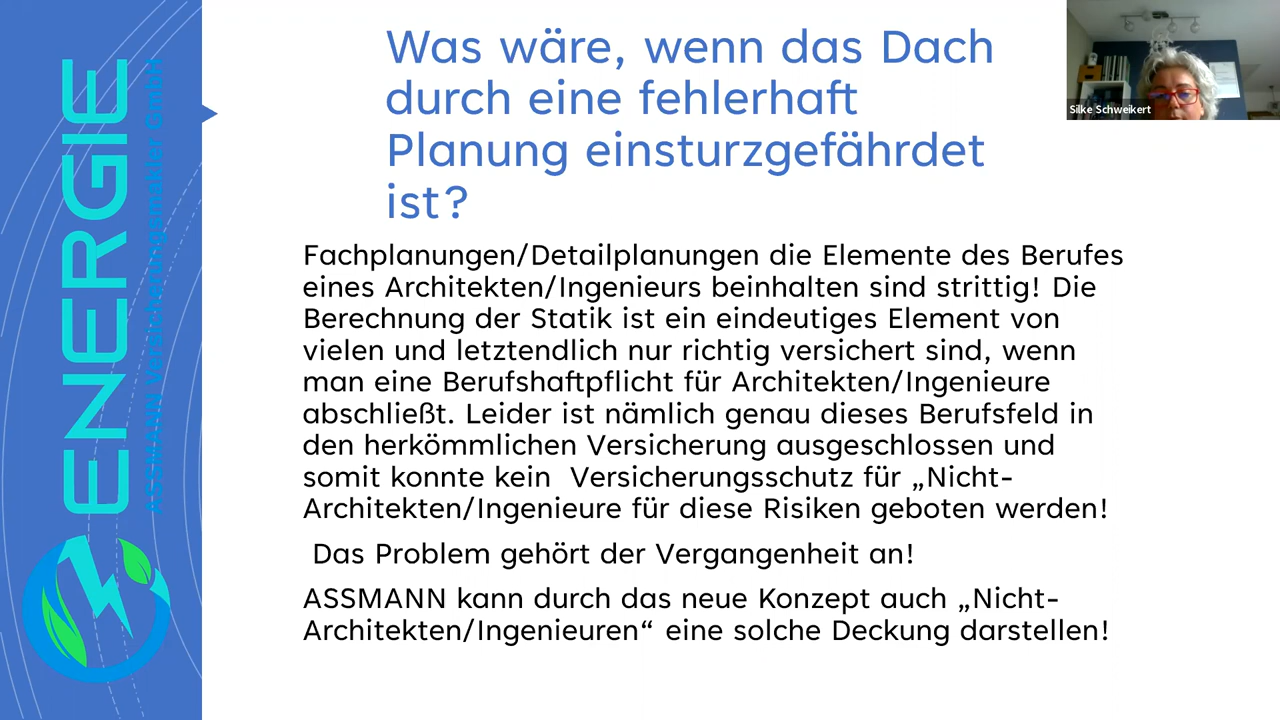 Was wäre, wenn das Dach
durch eine fehlerhaft
Planung einsturzgefährdet
ist?
Silke Schweikert
Fachplanungen/Detailplanungen die Elemente des Berufes
eines Architekten/Ingenieurs beinhalten sind strittig! Die
Berechnung der Statik ist ein eindeutiges Element von
vielen und letztendlich nur richtig versichert sind, wenn
man eine Berufshaftpflicht für Architekten/Ingenieure
abschließt. Leider ist nämlich genau dieses Berufsfeld in
den herkömmlichen Versicherung ausgeschlossen und
somit konnte kein  Versicherungsschutz für „Nicht-
Architekten/Ingenieure für diese Risiken geboten werden!
Das Problem gehört der Vergangenheit an!
ASSMANN kann durch das neue Konzept auch „Nicht-
Architekten/Ingenieuren“ eine solche Deckung darstellen!
ENERGIE
ASSMANN Versicherungsmakler GmbH